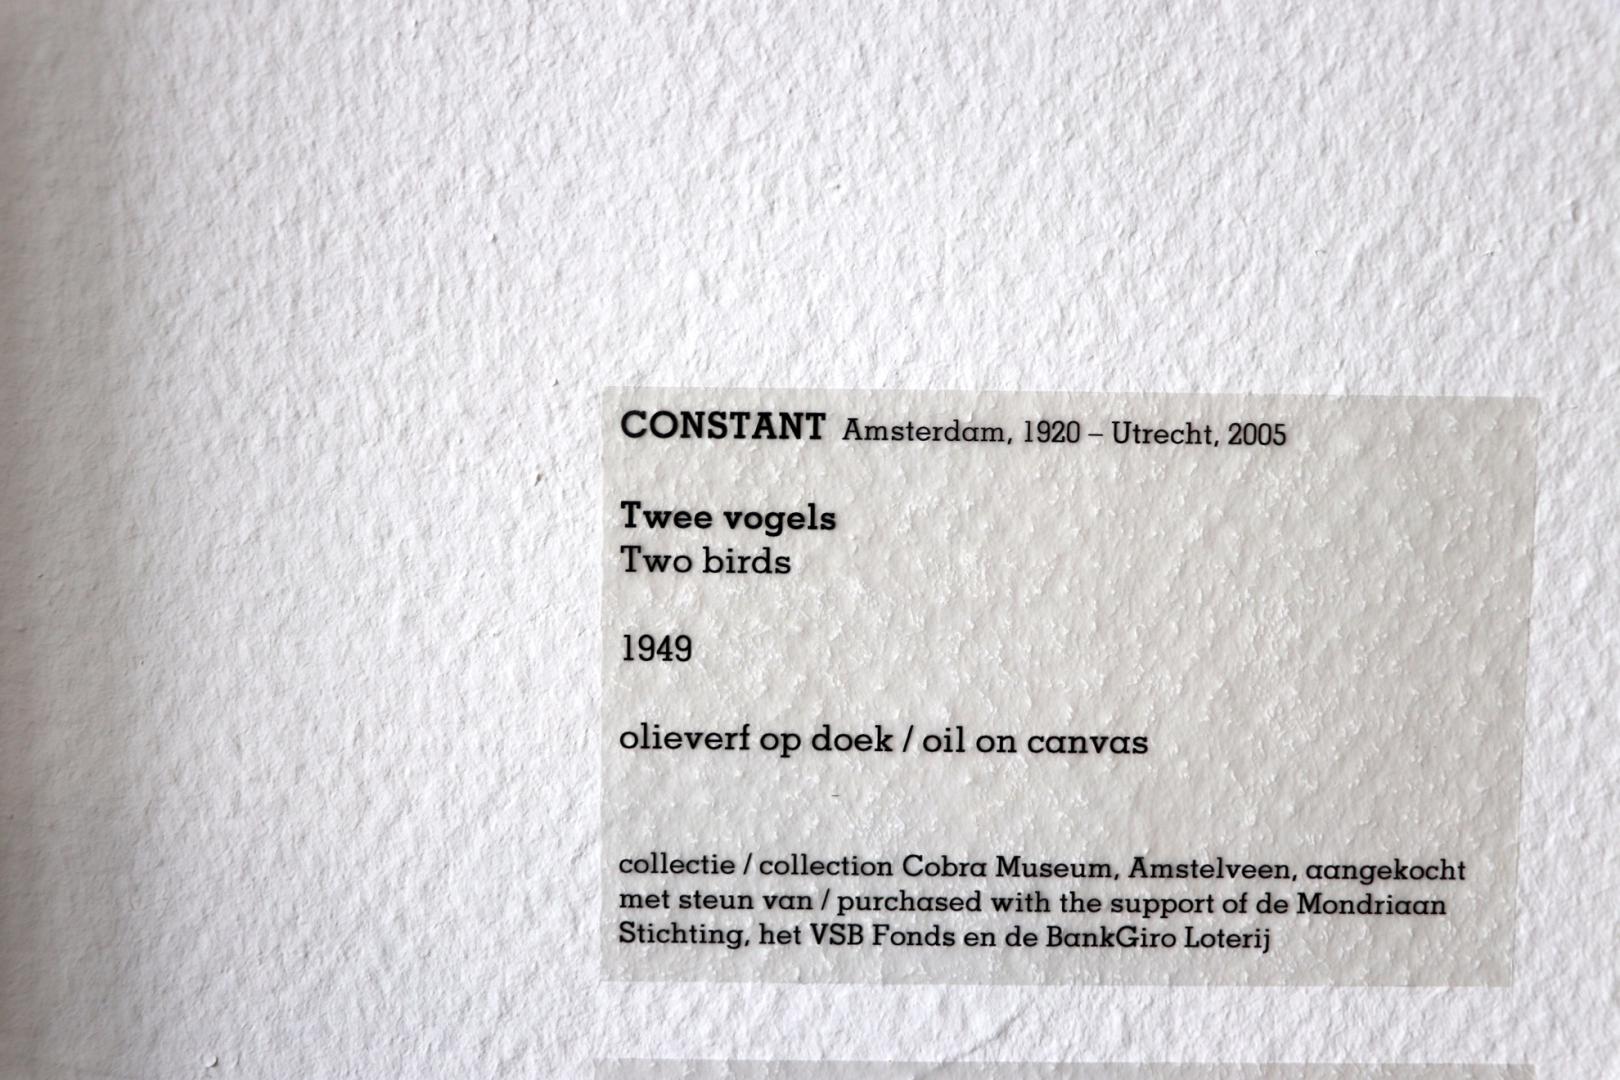 CONSTANT Amsterdam, 1920 – Utrecht, 2005
Twee vogels
Two birds
1949
olieverf op doek / oil on canvas
collectie / collection Cobra Museum, Amstelveen, aangekocht
met steun van / purchased with the support of de Mondriaan
Stichting, het VSB Fonds en de BankGiro Loterij